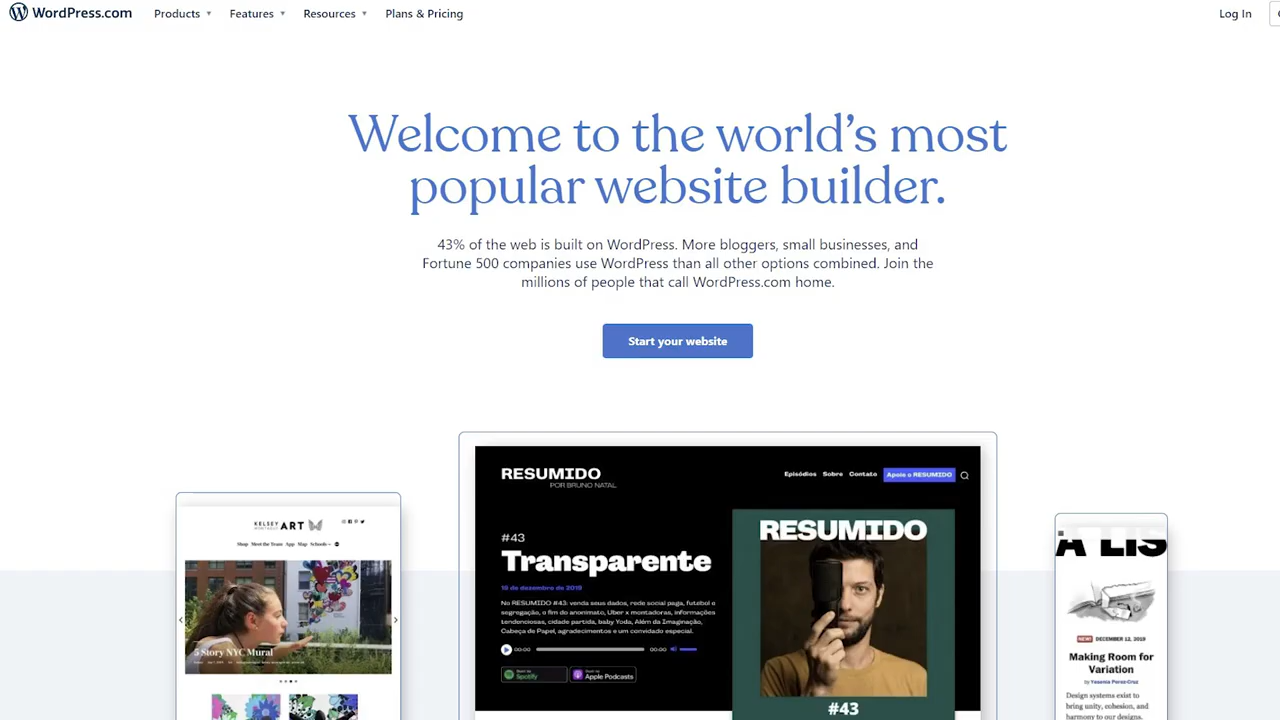 WordPress.com
Products
Features
Resources
Plans & Pricing
Log In
Welcome to the world's most
popular website builder.
43% of the web is built on WordPress. More bloggers, small businesses, and
Fortune 500 companies use WordPress than all other options combined. Join the
millions of people that call WordPress.com home.
Start your website
KELSEY
ART
Shop Meet the Team App Map Schools
5 Story NYC Mural
RESUMIDO
POR BRUNO NATAL
Episódios Sobre Contato Apoie o RESUMIDO
#43
Transparente
19 de dezembro de 2019
No RESUMIDO #43: venda seus dados, rede social paga, futebol e
segregação, o fim do anonimato, Uber x montadoras, informações
tendenciosas, cidade partida, baby Yoda, Além da Imaginação,
Cabeça de Papel, agradecimentos e um convidado especial.
00:00
00:00
Spotify
Apple Podcasts
RESUMIDO
#43
A LIS
NEW! DECEMBER 12, 2019
Making Room for
Variation
by Yesenia Perez-Cruz
Design systems exist to
bring unity, cohesion, and
harmony to our designs.